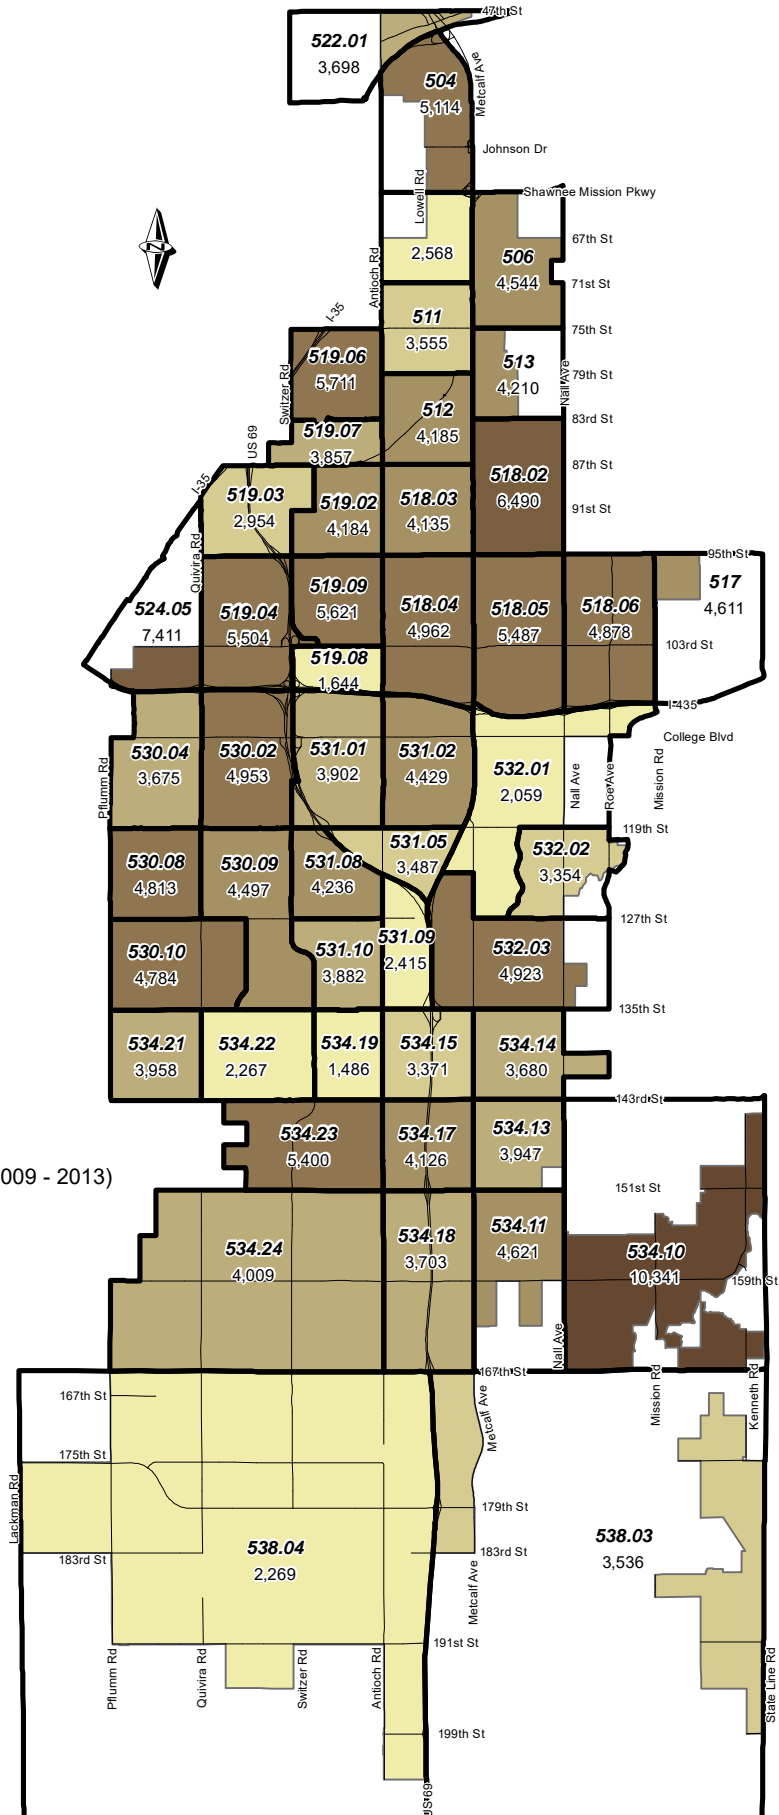 47th St
522.01
3,698
Metcalf Ave
504
5,114
Johnson Dr
Lowell Rd
Shawnee Mission Pkwy
N
67th St
2,568
506
4,544
Antioch Rd
71st St
I-35
511
3,555
75th St
519.06
5,711
513
4,210
79th St
Nall Ave
Switzer Rd
512
4,185
83rd St
519.07
3,857
US 69
87th St
518.02
6,490
I-35
519.03
2,954
519.02
4,184
518.03
4,135
91st St
Quivira Rd
95th St
517
4,611
519.09
5,621
524.05
7,411
519.04
5,504
518.04
4,962
518.05
5,487
518.06
4,878
103rd St
519.08
1,644
I-435
College Blvd
530.04
3,675
530.02
4,953
531.01
3,902
531.02
4,429
532.01
2,059
Pflumm Rd
Nall Ave
Roe Ave
Mission Rd
119th St
531.05
3,487
532.02
3,354
530.08
4,813
530.09
4,497
531.08
4,236
127th St
530.10
4,784
531.10
3,882
531.09
2,415
532.03
4,923
135th St
534.21
3,958
534.22
2,267
534.19
1,486
534.15
3,371
534.14
3,680
143rd St
534.23
5,400
534.17
4,126
534.13
3,947
009 - 2013)
151st St
534.24
4,009
534.18
3,703
534.11
4,621
534.10
10,341
159th St
Nall Ave
167th St
167th St
Metcalf Ave
Mission Rd
Kenneth Rd
175th St
Lackman Rd
179th St
538.04
2,269
538.03
3,536
183rd St
183rd St
Metcalf Ave
191st St
Pflumm Rd
Quivira Rd
Switzer Rd
Antioch Rd
State Line Rd
199th St
US 69